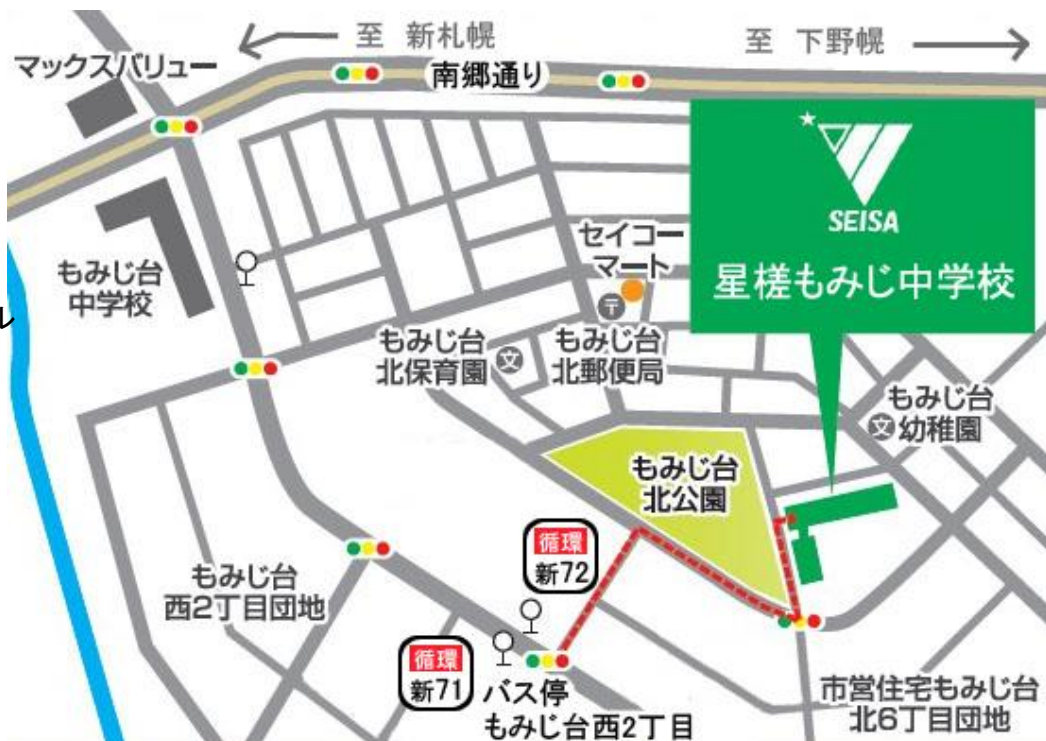 至 新札幌
至 下野幌
マックスバリュー
南郷通り
SEISA
星槎もみじ中学校
セイコー
マート
もみじ台
中学校
ル
〒
もみじ台
北保育園
文
もみじ台
北郵便局
もみじ台
幼稚園
文
もみじ台
北公園
循環
新72
もみじ台
西2丁目団地
循環
新71
バス停
もみじ台西2丁目
市営住宅もみじ台
北6丁目団地